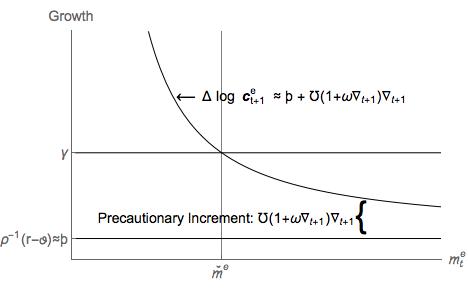 Growth
Δ log c^e_{t+1} ≈ þ + ℧(1+ω∇_{t+1})∇_{t+1}
γ
Precautionary Increment: ℧(1+ω∇_{t+1})∇_{t+1}
ρ^{-1}(r-ϑ)≈þ
m̌^e
m^e_t